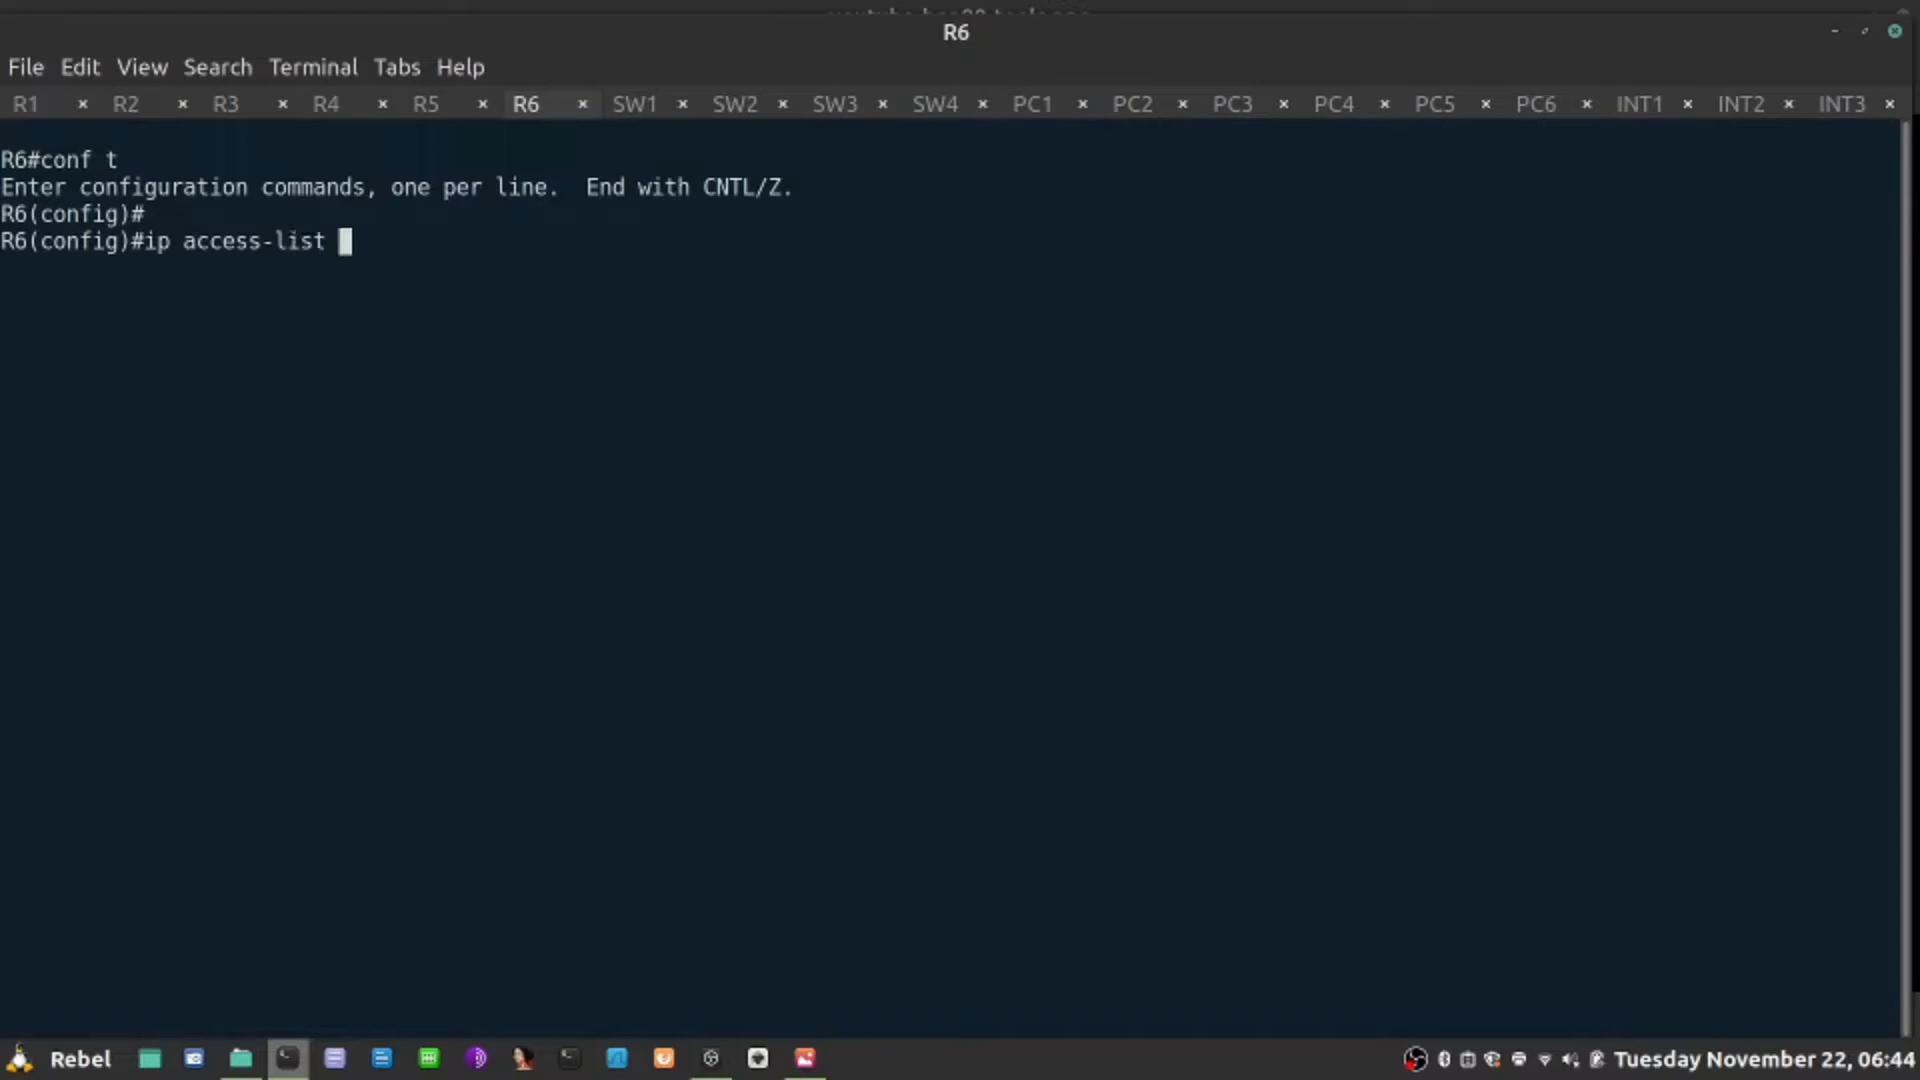 R6
File Edit View Search Terminal Tabs Help
R1 × R2 × R3 × R4 × R5 × R6 × SW1 × SW2 × SW3 × SW4 × PC1 × PC2 × PC3 × PC4 × PC5 × PC6 × INT1 × INT2 × INT3 ×
R6#conf t
Enter configuration commands, one per line.  End with CNTL/Z.
R6(config)#
R6(config)#ip access-list
Rebel
Tuesday November 22, 06:44